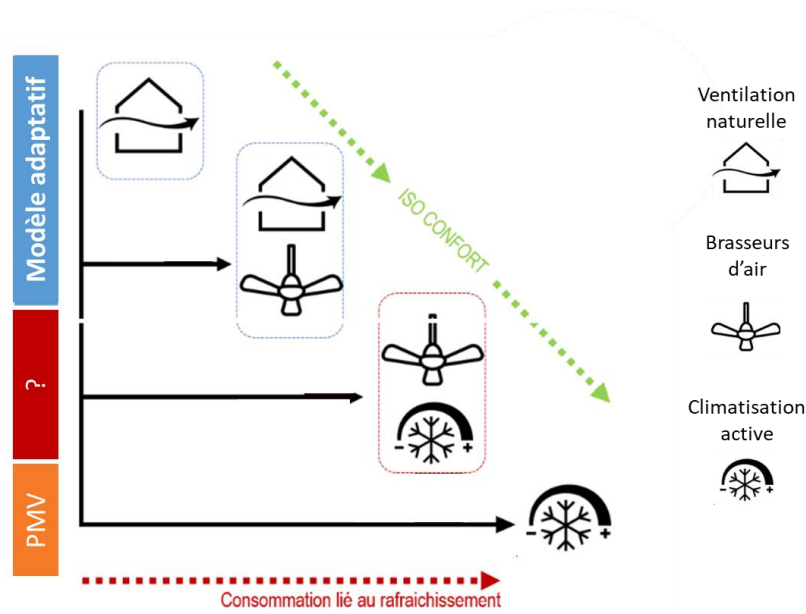 Modèle adaptatif
?
PMV
ISO CONFORT
- +
- +
Consommation lié au rafraichissement
Ventilation
naturelle
Brasseurs
d'air
Climatisation
active
- +